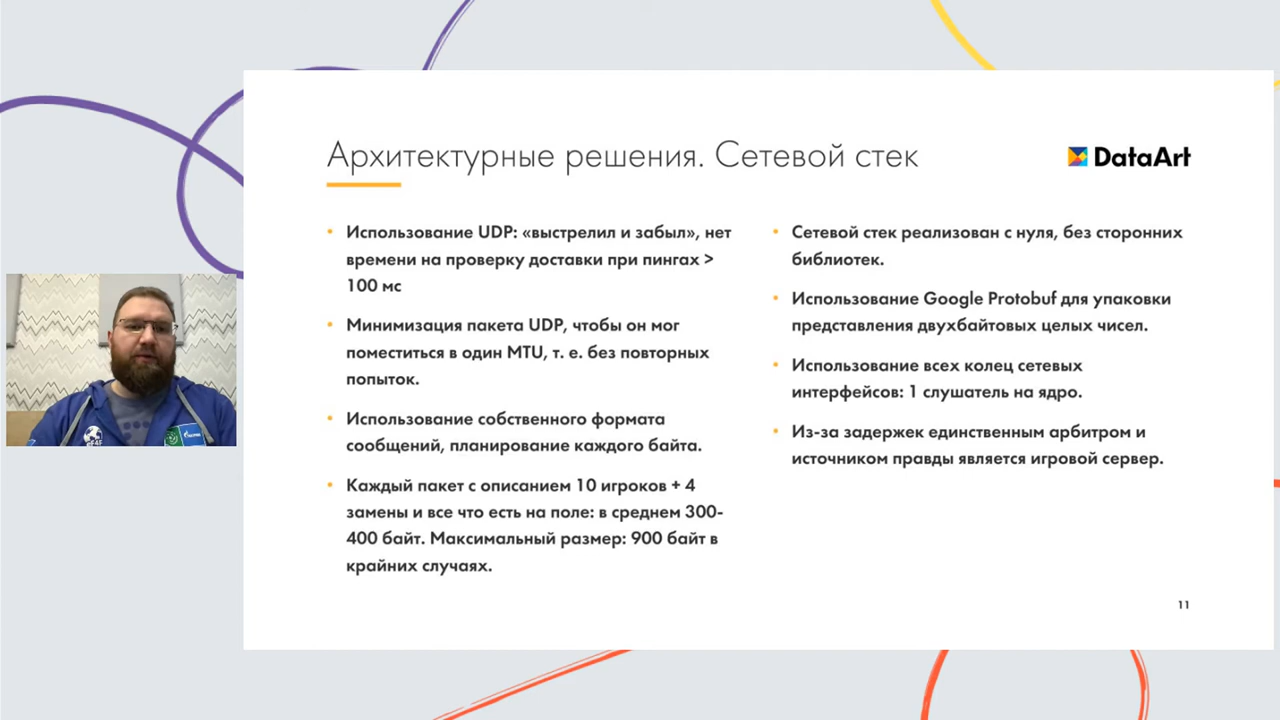 Архитектурные решения. Сетевой стек
DataArt
• Использование UDP: «выстрелил и забыл», нет
времени на проверку доставки при пингах >
100 мс
• Минимизация пакета UDP, чтобы он мог
поместиться в один MTU, т. е. без повторных
попыток.
• Использование собственного формата
сообщений, планирование каждого байта.
• Каждый пакет с описанием 10 игроков + 4
замены и все что есть на поле: в среднем 300-
400 байт. Максимальный размер: 900 байт в
крайних случаях.
• Сетевой стек реализован с нуля, без сторонних
библиотек.
• Использование Google Protobuf для упаковки
представления двухбайтовых целых чисел.
• Использование всех колец сетевых
интерфейсов: 1 слушатель на ядро.
• Из-за задержек единственным арбитром и
источником правды является игровой сервер.
11